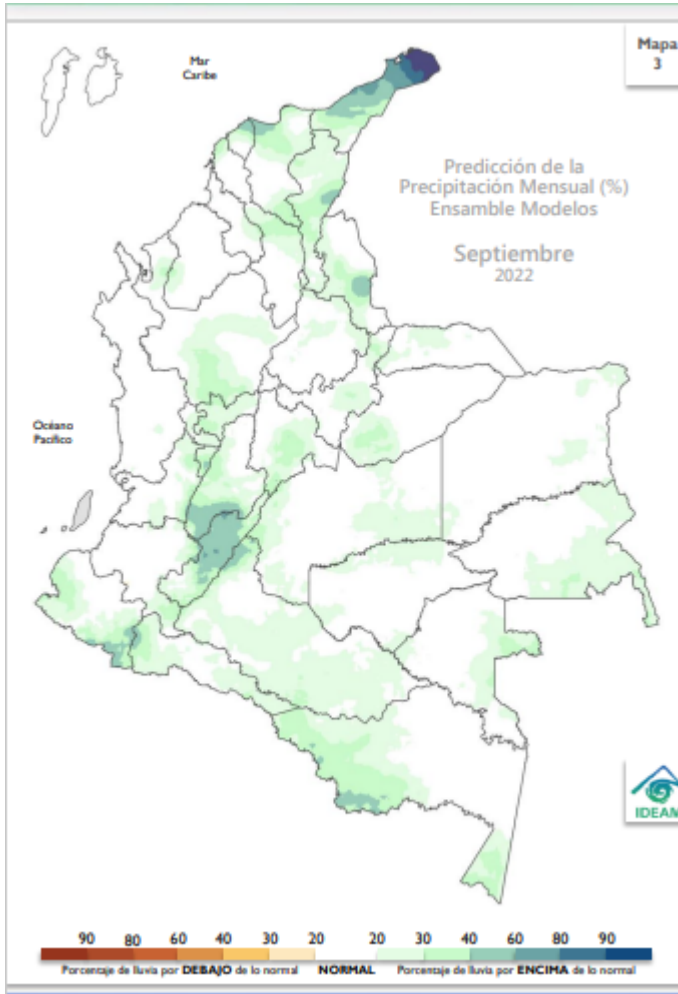 Mapa
3
Mar
Caribe
Predicción de la
Precipitación Mensual (%)
Ensamble Modelos
Septiembre
2022
Océano
Pacífico
IDEAM
90 80 60 40 30 20 20 30 40 60 80 90
Porcentaje de lluvia por DEBAJO de lo normal NORMAL Porcentaje de lluvia por ENCIMA de lo normal